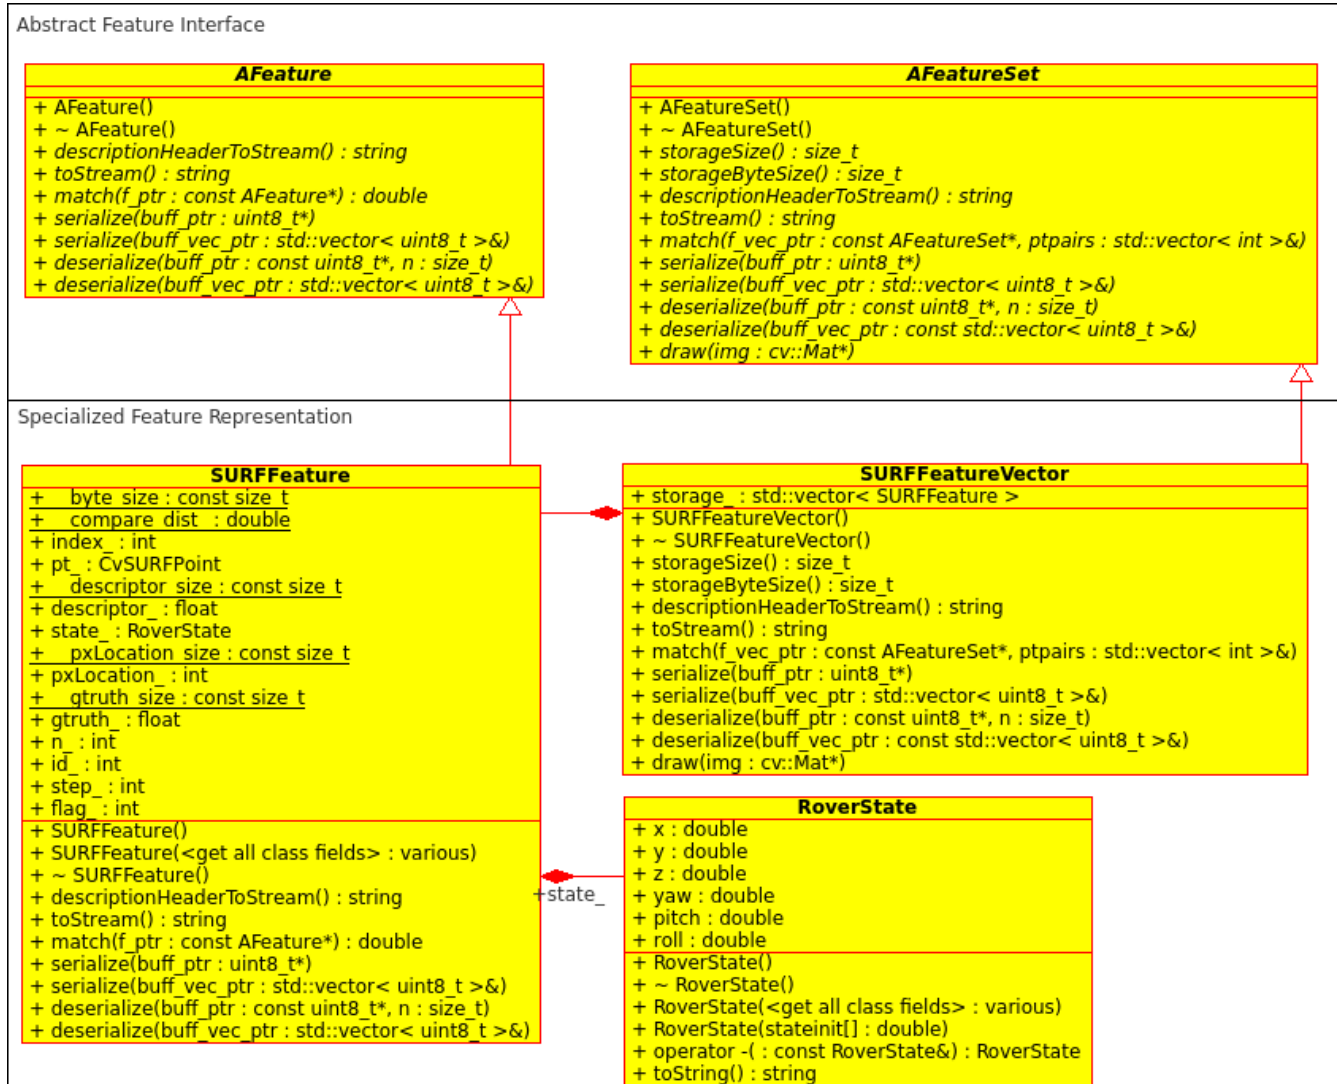 Abstract Feature Interface
AFeature
+ AFeature()
+ ~ AFeature()
+ descriptionHeaderToStream() : string
+ toStream() : string
+ match(f_ptr : const AFeature*) : double
+ serialize(buff_ptr : uint8_t*)
+ serialize(buff_vec_ptr : std::vector< uint8_t >&)
+ deserialize(buff_ptr : const uint8_t*, n : size_t)
+ deserialize(buff_vec_ptr : std::vector< uint8_t >&)
AFeatureSet
+ AFeatureSet()
+ ~ AFeatureSet()
+ storageSize() : size_t
+ storageByteSize() : size_t
+ descriptionHeaderToStream() : string
+ toStream() : string
+ match(f_vec_ptr : const AFeatureSet*, ptpairs : std::vector< int >&)
+ serialize(buff_ptr : uint8_t*)
+ serialize(buff_vec_ptr : std::vector< uint8_t >&)
+ deserialize(buff_ptr : const uint8_t*, n : size_t)
+ deserialize(buff_vec_ptr : const std::vector< uint8_t >&)
+ draw(img : cv::Mat*)
Specialized Feature Representation
SURFFeature
+ __byte_size : const size_t
+ __compare_dist_ : double
+ index_ : int
+ pt_ : CvSURFPoint
+ __descriptor_size : const size_t
+ descriptor_ : float
+ state_ : RoverState
+ __pxLocation_size : const size_t
+ pxLocation_ : int
+ __gtruth_size : const size_t
+ gtruth_ : float
+ n_ : int
+ id_ : int
+ step_ : int
+ flag_ : int
+ SURFFeature()
+ SURFFeature(<get all class fields> : various)
+ ~ SURFFeature()
+ descriptionHeaderToStream() : string
+ toStream() : string
+ match(f_ptr : const AFeature*) : double
+ serialize(buff_ptr : uint8_t*)
+ serialize(buff_vec_ptr : std::vector< uint8_t >&)
+ deserialize(buff_ptr : const uint8_t*, n : size_t)
+ deserialize(buff_vec_ptr : std::vector< uint8_t >&)
SURFFeatureVector
+ storage_ : std::vector< SURFFeature >
+ SURFFeatureVector()
+ ~ SURFFeatureVector()
+ storageSize() : size_t
+ storageByteSize() : size_t
+ descriptionHeaderToStream() : string
+ toStream() : string
+ match(f_vec_ptr : const AFeatureSet*, ptpairs : std::vector< int >&)
+ serialize(buff_ptr : uint8_t*)
+ serialize(buff_vec_ptr : std::vector< uint8_t >&)
+ deserialize(buff_ptr : const uint8_t*, n : size_t)
+ deserialize(buff_vec_ptr : const std::vector< uint8_t >&)
+ draw(img : cv::Mat*)
+state_
RoverState
+ x : double
+ y : double
+ z : double
+ yaw : double
+ pitch : double
+ roll : double
+ RoverState()
+ ~ RoverState()
+ RoverState(<get all class fields> : various)
+ RoverState(stateinit[] : double)
+ operator -( : const RoverState&) : RoverState
+ toString() : string